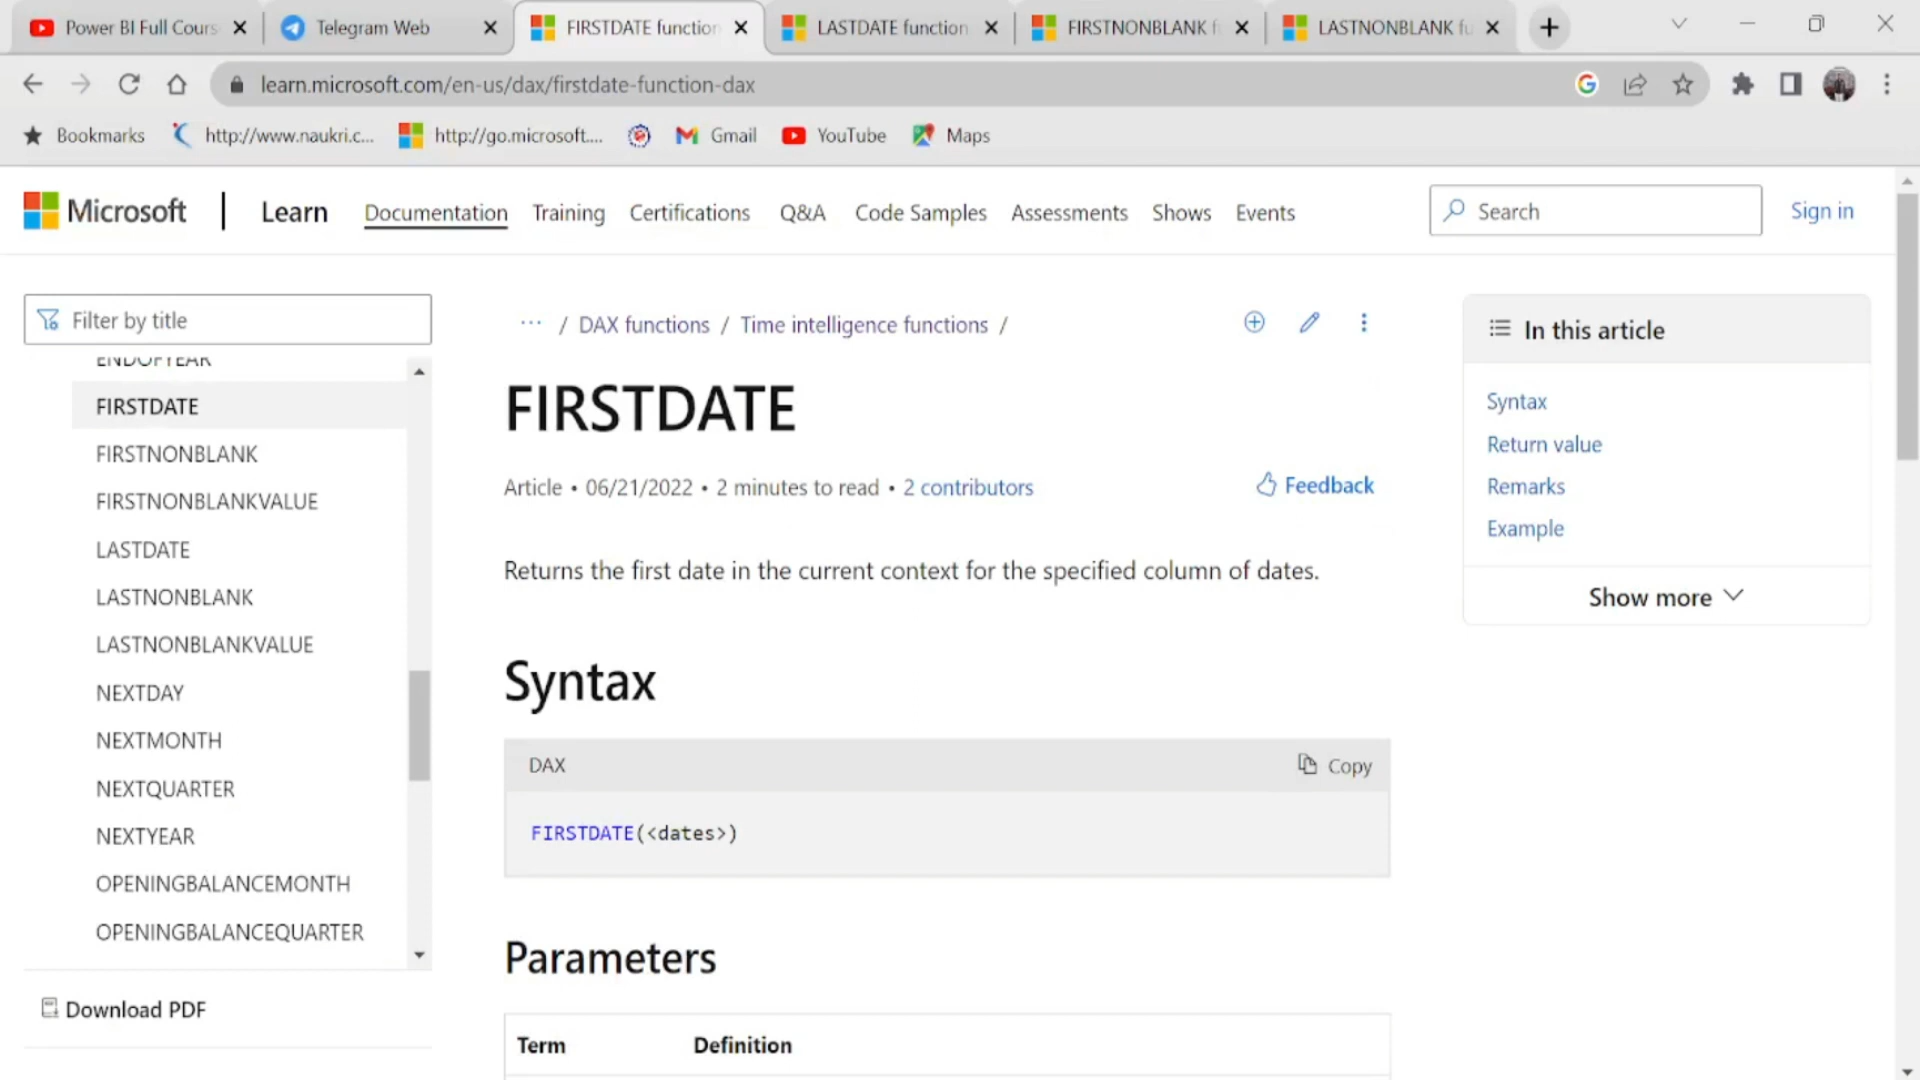 Power BI Full Cours
Telegram Web
FIRSTDATE function
LASTDATE function
FIRSTNONBLANK f
LASTNONBLANK fu
learn.microsoft.com/en-us/dax/firstdate-function-dax
Bookmarks
http://www.naukri.c...
http://go.microsoft....
Gmail
YouTube
Maps
Microsoft
Learn
Documentation
Training
Certifications
Q&A
Code Samples
Assessments
Shows
Events
Search
Sign in
Filter by title
ENDOFYEAR
FIRSTDATE
FIRSTNONBLANK
FIRSTNONBLANKVALUE
LASTDATE
LASTNONBLANK
LASTNONBLANKVALUE
NEXTDAY
NEXTMONTH
NEXTQUARTER
NEXTYEAR
OPENINGBALANCEMONTH
OPENINGBALANCEQUARTER
Download PDF
··· / DAX functions / Time intelligence functions /
FIRSTDATE
Article • 06/21/2022 • 2 minutes to read • 2 contributors
Feedback
Returns the first date in the current context for the specified column of dates.
Syntax
DAX
Copy
FIRSTDATE(<dates>)
Parameters
Term Definition
In this article
Syntax
Return value
Remarks
Example
Show more